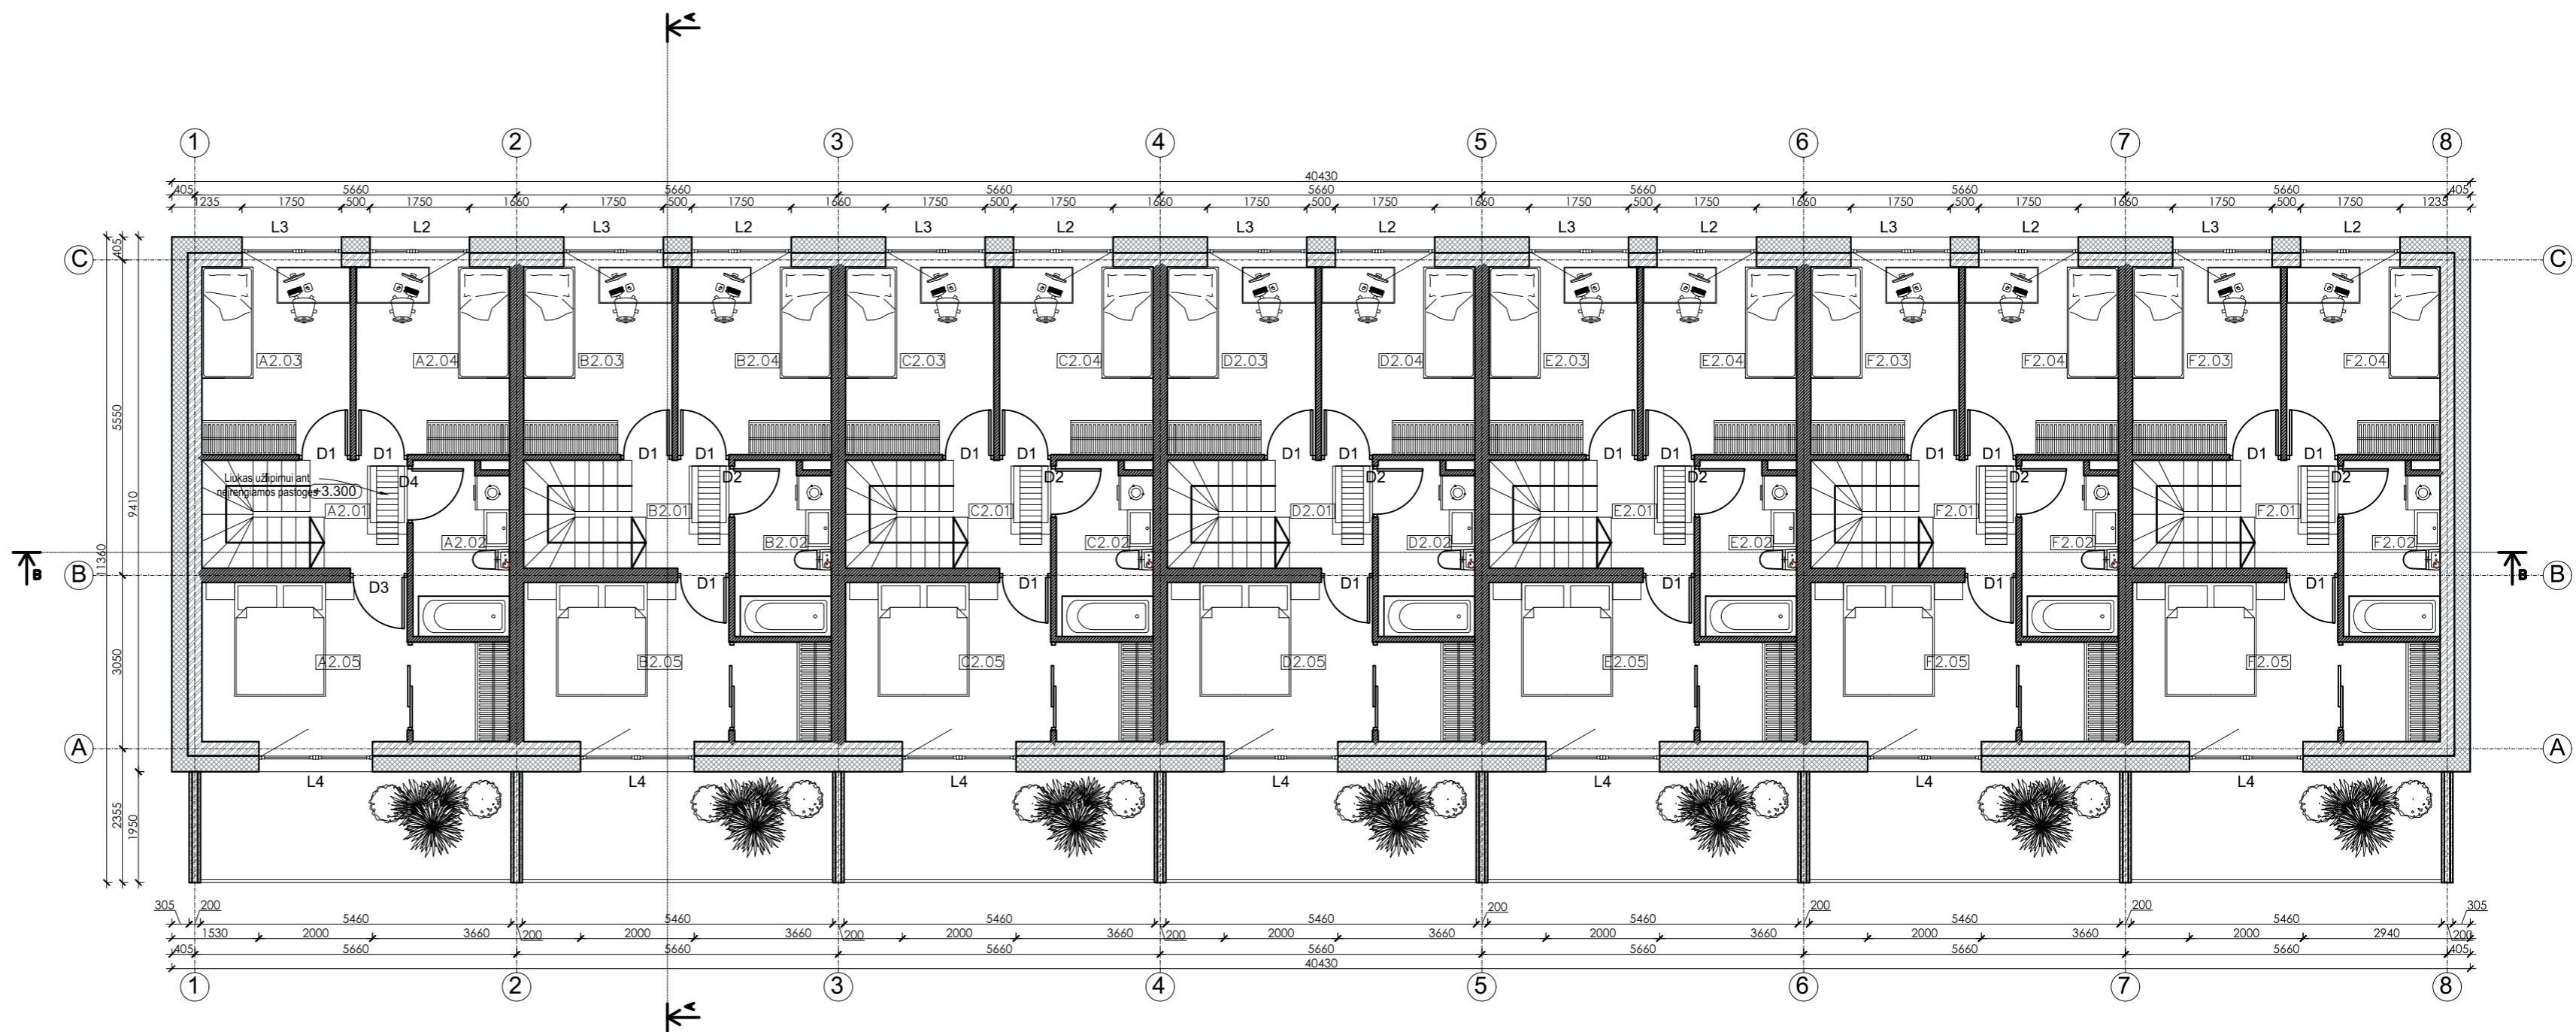 A
1 2 3 4 5 6 7 8
40430
405 5660 5660 5660 5660 5660 5660 5660 405
1235 1750 500 1750 1660 1750 500 1750 1660 1750 500 1750 1660 1750 500 1750 1660 1750 500 1750 1660 1750 500 1750 1660 1750 500 1750 1235
L3 L2 L3 L2 L3 L2 L3 L2 L3 L2 L3 L2 L3 L2
405
C C
A2.03 A2.04 B2.03 B2.04 C2.03 C2.04 D2.03 D2.04 E2.03 E2.04 F2.03 F2.04 F2.03 F2.04
5550
D1 D1 D1 D1 D1 D1 D1 D1 D1 D1 D1 D1 D1 D1
Liukas užlipimui ant
neįrengiamos pastogės
+3.300
D4 D2 D2 D2 D2 D2 D2
9410
A2.01 B2.01 C2.01 D2.01 E2.01 F2.01 F2.01
A2.02 B2.02 C2.02 D2.02 E2.02 F2.02 F2.02
11360
B B
B B
D3 D1 D1 D1 D1 D1 D1
3050
A2.05 B2.05 C2.05 D2.05 E2.05 F2.05 F2.05
A A
L4 L4 L4 L4 L4 L4 L4
2355
1950
305 200 5460 5460 5460 5460 200 5460 200 5460 200 5460 305
1530 2000 3660 200 2000 3660 200 2000 3660 200 2000 3660 2000 3660 2000 3660 2000 2940 200
405 5660 5660 5660 5660 5660 5660 5660 405
40430
1 2 3 4 5 6 7 8
A